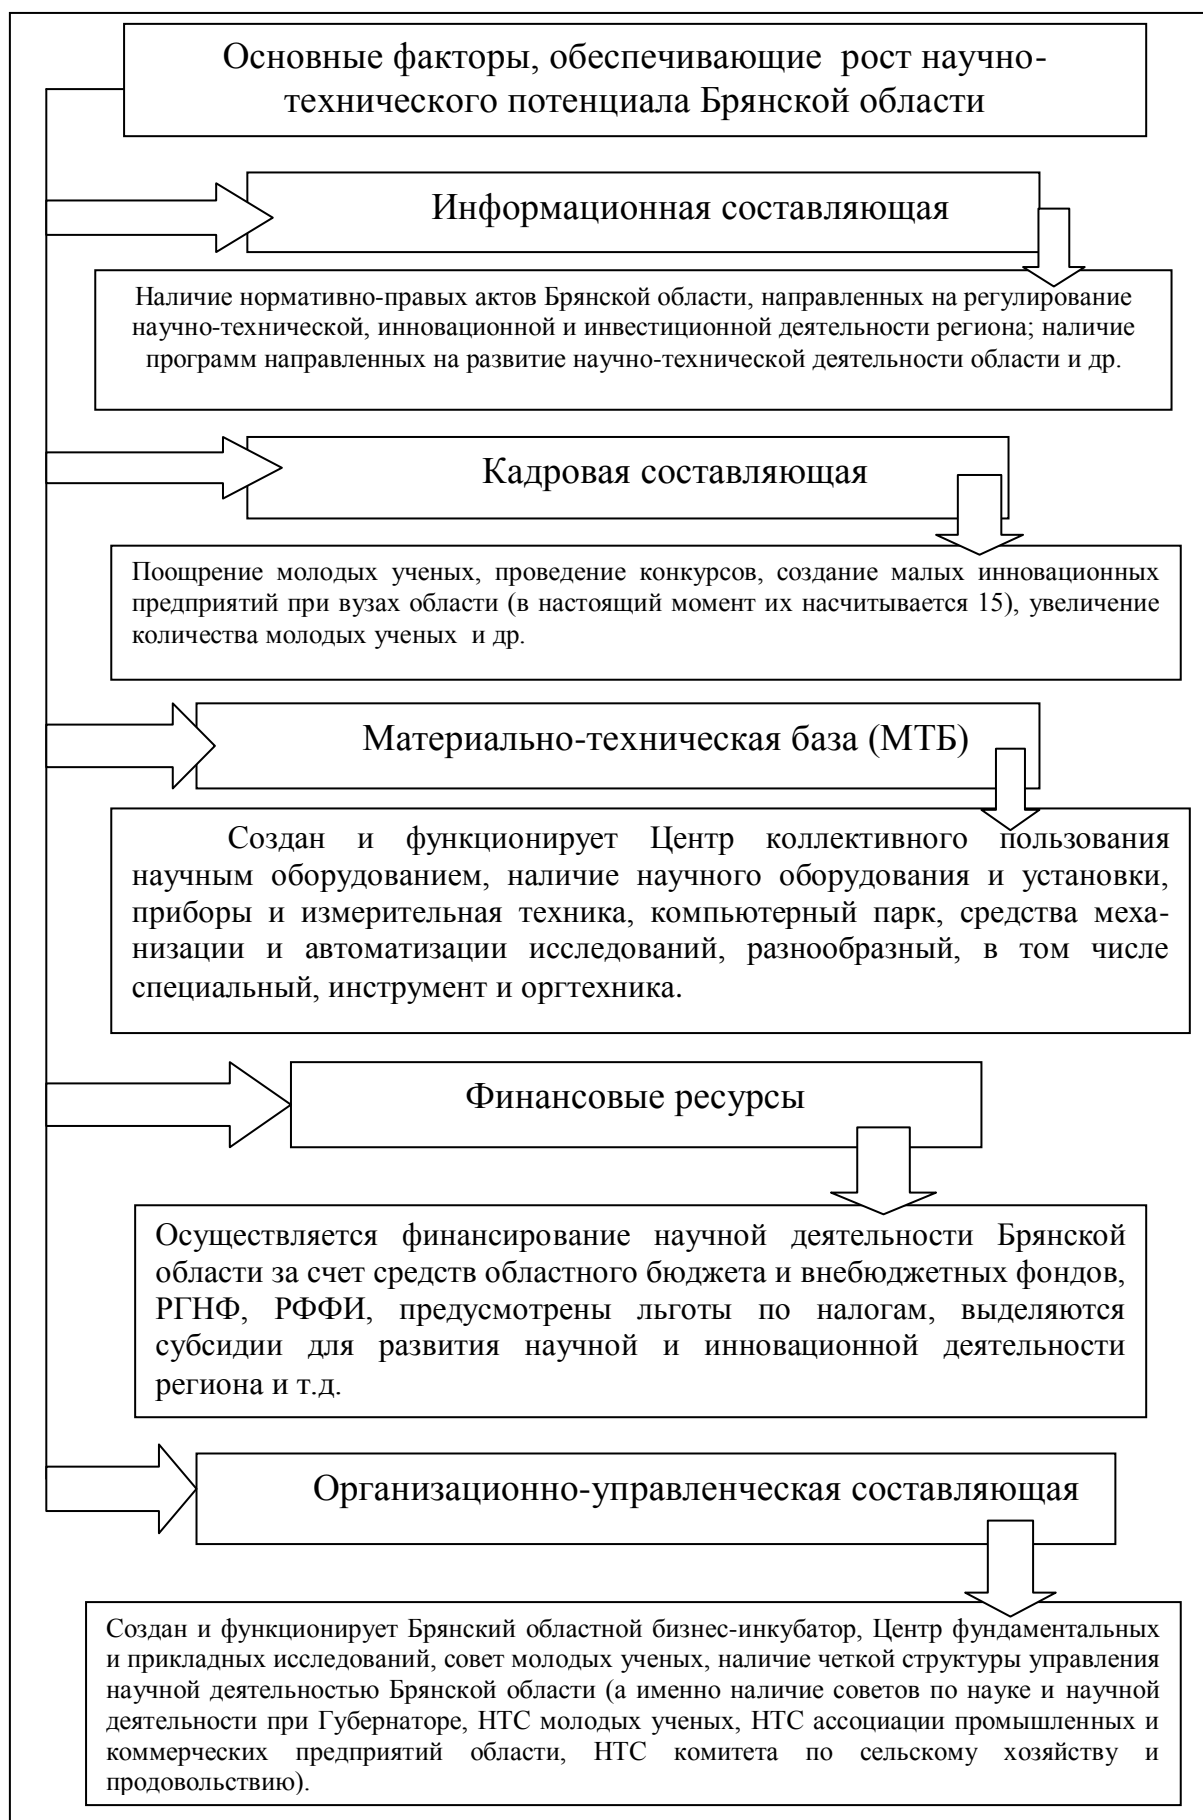 Основные факторы, обеспечивающие рост научно-
технического потенциала Брянской области
Информационная составляющая
Наличие нормативно-правых актов Брянской области, направленных на регулирование
научно-технической, инновационной и инвестиционной деятельности региона; наличие
программ направленных на развитие научно-технической деятельности области и др.
Кадровая составляющая
Поощрение молодых ученых, проведение конкурсов, создание малых инновационных
предприятий при вузах области (в настоящий момент их насчитывается 15), увеличение
количества молодых ученых и др.
Материально-техническая база (МТБ)
Создан и функционирует Центр коллективного пользования
научным оборудованием, наличие научного оборудования и установки,
приборы и измерительная техника, компьютерный парк, средства меха-
низации и автоматизации исследований, разнообразный, в том числе
специальный, инструмент и оргтехника.
Финансовые ресурсы
Осуществляется финансирование научной деятельности Брянской
области за счет средств областного бюджета и внебюджетных фондов,
РГНФ, РФФИ, предусмотрены льготы по налогам, выделяются
субсидии для развития научной и инновационной деятельности
региона и т.д.
Организационно-управленческая составляющая
Создан и функционирует Брянский областной бизнес-инкубатор, Центр фундаментальных
и прикладных исследований, совет молодых ученых, наличие четкой структуры управления
научной деятельностью Брянской области (а именно наличие советов по науке и научной
деятельности при Губернаторе, НТС молодых ученых, НТС ассоциации промышленных и
коммерческих предприятий области, НТС комитета по сельскому хозяйству и
продовольствию).